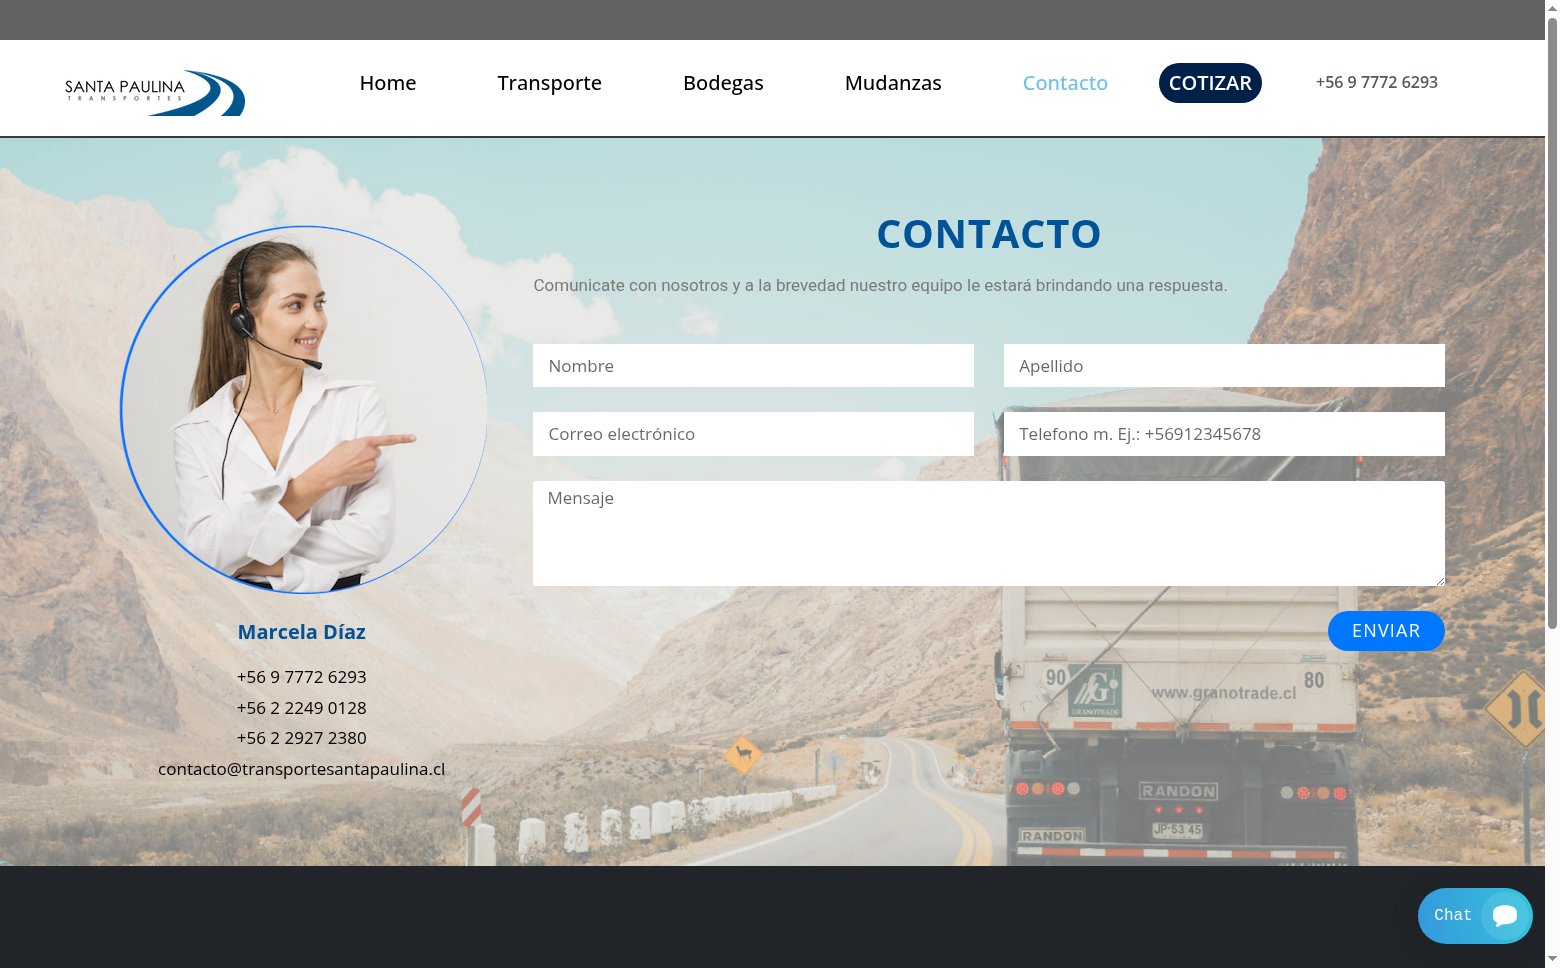 SANTA PAULINA
TRANSPORTES
Home
Transporte
Bodegas
Mudanzas
Contacto
COTIZAR
+56 9 7772 6293
CONTACTO
Comunicate con nosotros y a la brevedad nuestro equipo le estará brindando una respuesta.
Nombre
Apellido
Correo electrónico
Telefono m. Ej.: +56912345678
Mensaje
ENVIAR
Marcela Díaz
+56 9 7772 6293
+56 2 2249 0128
+56 2 2927 2380
contacto@transportesantapaulina.cl
90
G
GRANOTRADE
www.granotrade.cl
80
RANDON
RANDON
JP-53 45
Chat